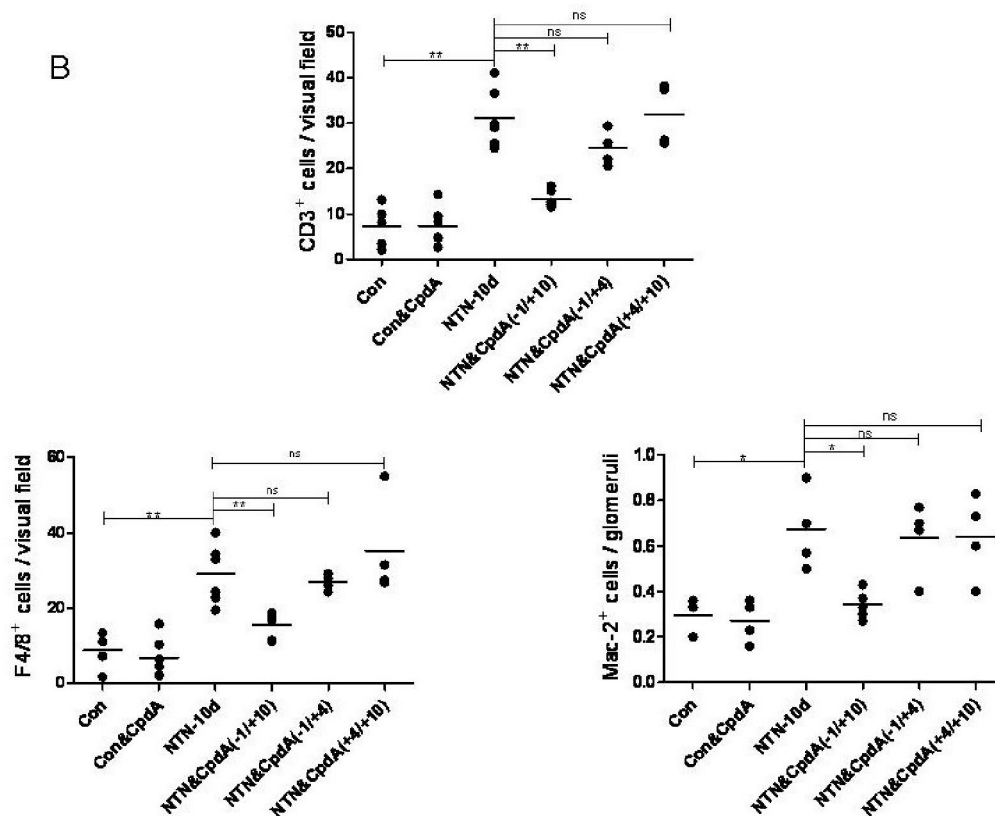 B
ns
ns
**
**
CD3+ cells / visual field
50
40
30
20
10
0
Con
Con&CpdA
NTN-10d
NTN&CpdA(-1/+10)
NTN&CpdA(-1/+4)
NTN&CpdA(+4/+10)
ns
ns
**
**
F4/8+ cells / visual field
60
40
20
0
Con
Con&CpdA
NTN-10d
NTN&CpdA(-1/+10)
NTN&CpdA(-1/+4)
NTN&CpdA(+4/+10)
ns
ns
*
*
Mac-2+ cells / glomeruli
1.0
0.8
0.6
0.4
0.2
0.0
Con
Con&CpdA
NTN-10d
NTN&CpdA(-1/+10)
NTN&CpdA(-1/+4)
NTN&CpdA(+4/+10)